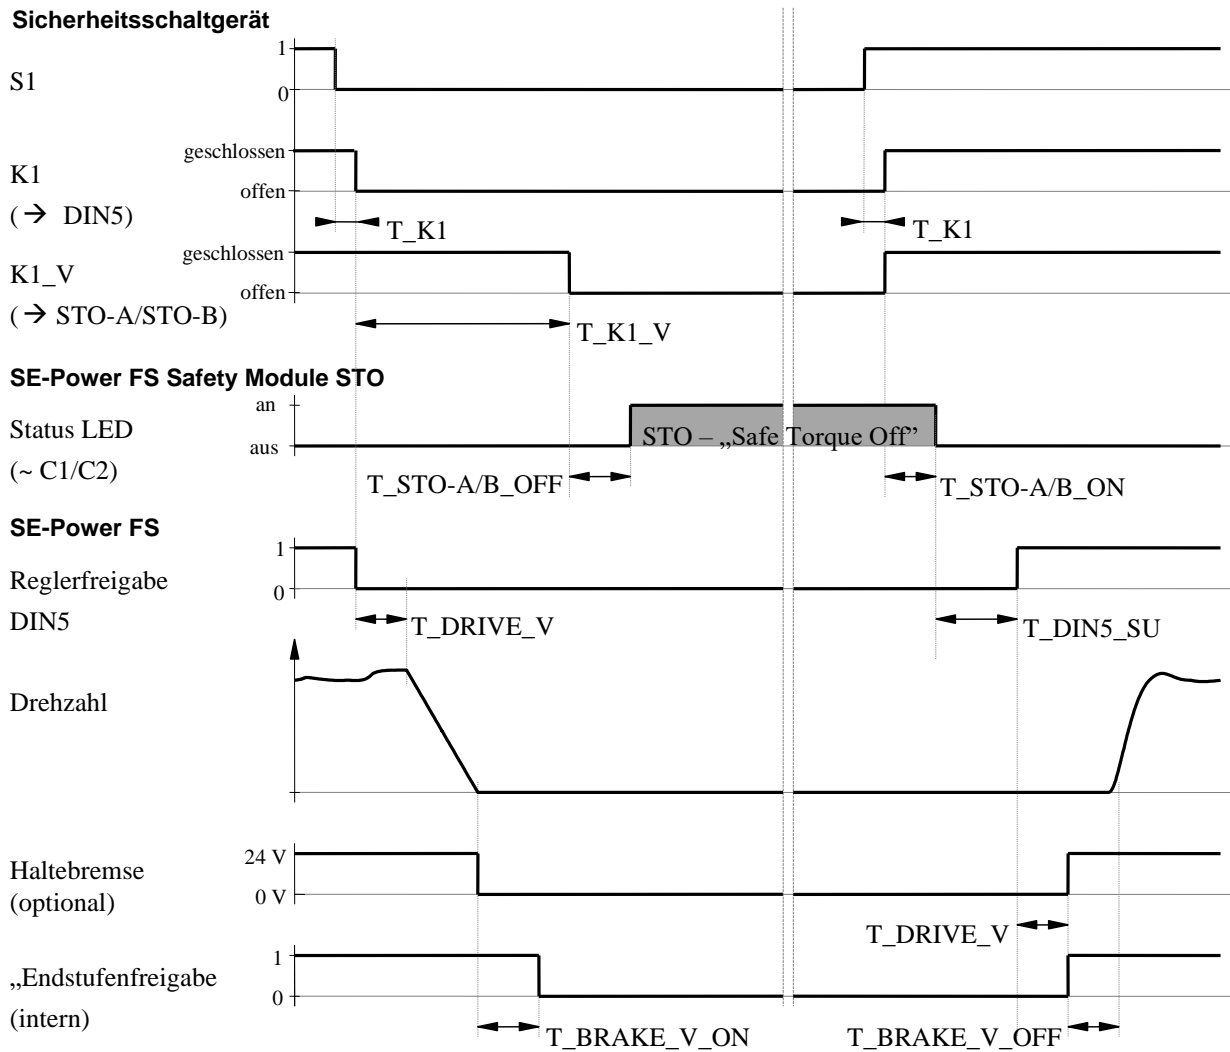 Sicherheitsschaltgerät
S1
1
0
K1
(→ DIN5)
geschlossen
offen
T_K1
T_K1
K1_V
(→ STO-A/STO-B)
geschlossen
offen
T_K1_V
SE-Power FS Safety Module STO
Status LED
(~ C1/C2)
an
aus
STO – „Safe Torque Off”
T_STO-A/B_OFF
T_STO-A/B_ON
SE-Power FS
Reglerfreigabe
DIN5
1
0
T_DRIVE_V
T_DIN5_SU
Drehzahl
Haltebremse
(optional)
24 V
0 V
T_DRIVE_V
„Endstufenfreigabe
(intern)
1
0
T_BRAKE_V_ON
T_BRAKE_V_OFF